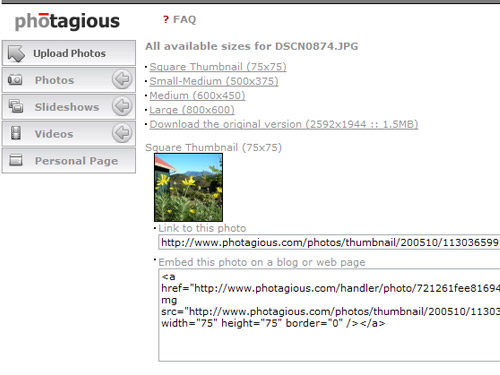 photagious
? FAQ
Upload Photos
Photos
Slideshows
Videos
Personal Page
All available sizes for DSCN0874.JPG
Square Thumbnail (75x75)
Small-Medium (500x375)
Medium (600x450)
Large (800x600)
Download the original version (2592x1944 :: 1.5MB)
Square Thumbnail (75x75)
Link to this photo
http://www.photagious.com/photos/thumbnail/200510/113036599
Embed this photo on a blog or web page
<a
href="http://www.photagious.com/handler/photo/721261fee81694
mg
src="http://www.photagious.com/photos/thumbnail/200510/11303
width="75" height="75" border="0" /></a>